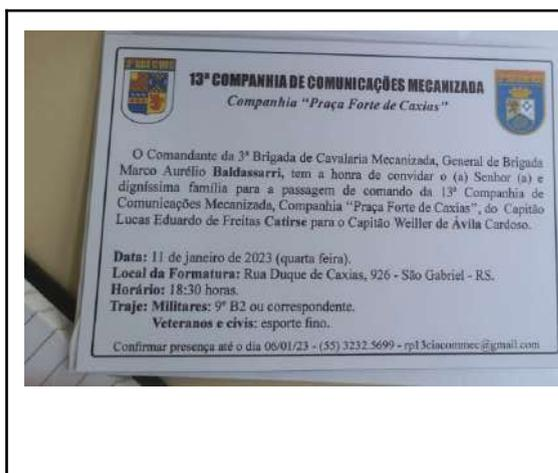 13ª COMPANHIA DE COMUNICAÇÕES MECANIZADA
Companhia "Praça Forte de Caxias"
O Comandante da 3ª Brigada de Cavalaria Mecanizada, General de Brigada
Marco Aurélio Baldassarri, tem a honra de convidar o (a) Senhor (a) e
digníssima família para a passagem de comando da 13ª Companhia de
Comunicações Mecanizada, Companhia "Praça Forte de Caxias", do Capitão
Lucas Eduardo de Freitas Catirse para o Capitão Weiller de Ávila Cardoso.
Data: 11 de janeiro de 2023 (quarta feira).
Local da Formatura: Rua Duque de Caxias, 926 - São Gabriel - RS.
Horário: 18:30 horas.
Traje: Militares: 9º B2 ou correspondente.
Veteranos e civis: esporte fino.
Confirmar presença até o dia 06/01/23 - (55) 3232.5699 - rp13ciacommec@gmail.com